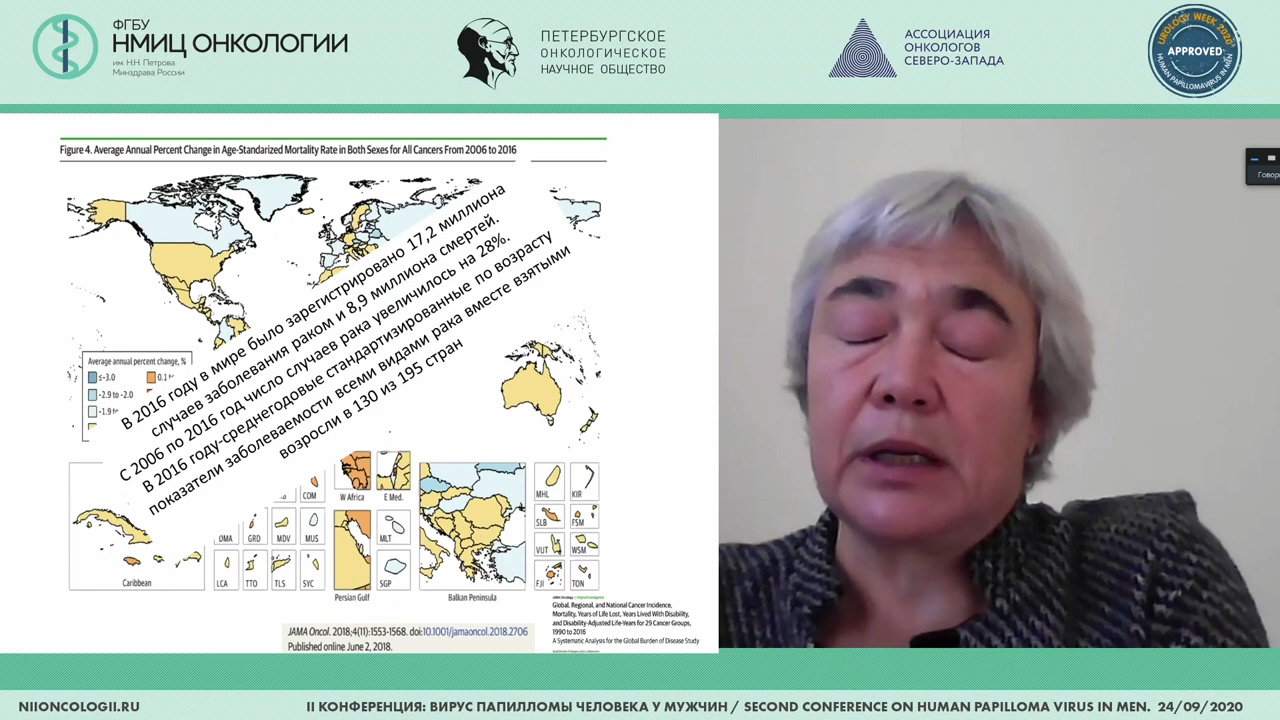 ФГБУ
НМИЦ ОНКОЛОГИИ
им. Н.Н. Петрова
Минздрава России
ПЕТЕРБУРГСКОЕ
ОНКОЛОГИЧЕСКОЕ
НАУЧНОЕ ОБЩЕСТВО
АССОЦИАЦИЯ
ОНКОЛОГОВ
СЕВЕРО-ЗАПАДА
UROLOGY WEEK 2020
APPROVED
HUMAN PAPILLOMAVIRUS IN MEN
Figure 4. Average Annual Percent Change in Age-Standarized Mortality Rate in Both Sexes for All Cancers From 2006 to 2016
В 2016 году в мире было зарегистрировано 17,2 миллиона
случаев заболевания раком и 8,9 миллиона смертей.
С 2006 по 2016 год число случаев рака увеличилось на 28%.
В 2016 году-среднегодовые стандартизированные по возрасту
показатели заболеваемости всеми видами рака вместе взятыми
возросли в 130 из 195 стран
Average annual percent change, %
≤-3.0
0.1
-2.9 to -2.0
-1.9
COM
W Africa
E Med.
MHL
KIR
GRD
MDV
MUS
MLT
SLB
FSM
VUT
WSM
LCA
TTO
TLS
SYC
SGP
FJI
TON
Caribbean
Persian Gulf
Balkan Peninsula
JAMA Oncol. 2018;4(11):1553-1568. doi:10.1001/jamaoncol.2018.2706
Published online June 2, 2018.
Global, Regional, and National Cancer Incidence,
Mortality, Years of Life Lost, Years Lived With Disability,
and Disability-Adjusted Life-Years for 29 Cancer Groups,
1990 to 2016
A Systematic Analysis for the Global Burden of Disease Study
Говор
NIIONCOLOGII.RU
II КОНФЕРЕНЦИЯ: ВИРУС ПАПИЛЛОМЫ ЧЕЛОВЕКА У МУЖЧИН / SECOND CONFERENCE ON HUMAN PAPILLOMA VIRUS IN MEN. 24/09/2020